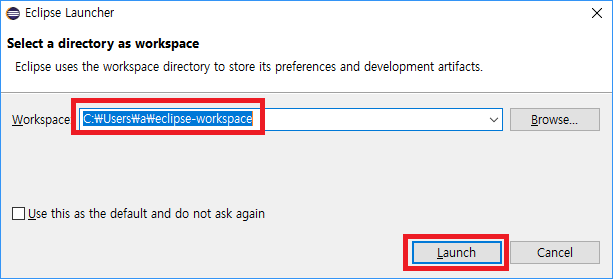 Eclipse Launcher
Select a directory as workspace
Eclipse uses the workspace directory to store its preferences and development artifacts.
Workspace: C:₩Users₩a₩eclipse-workspace Browse...
Use this as the default and do not ask again
Launch Cancel